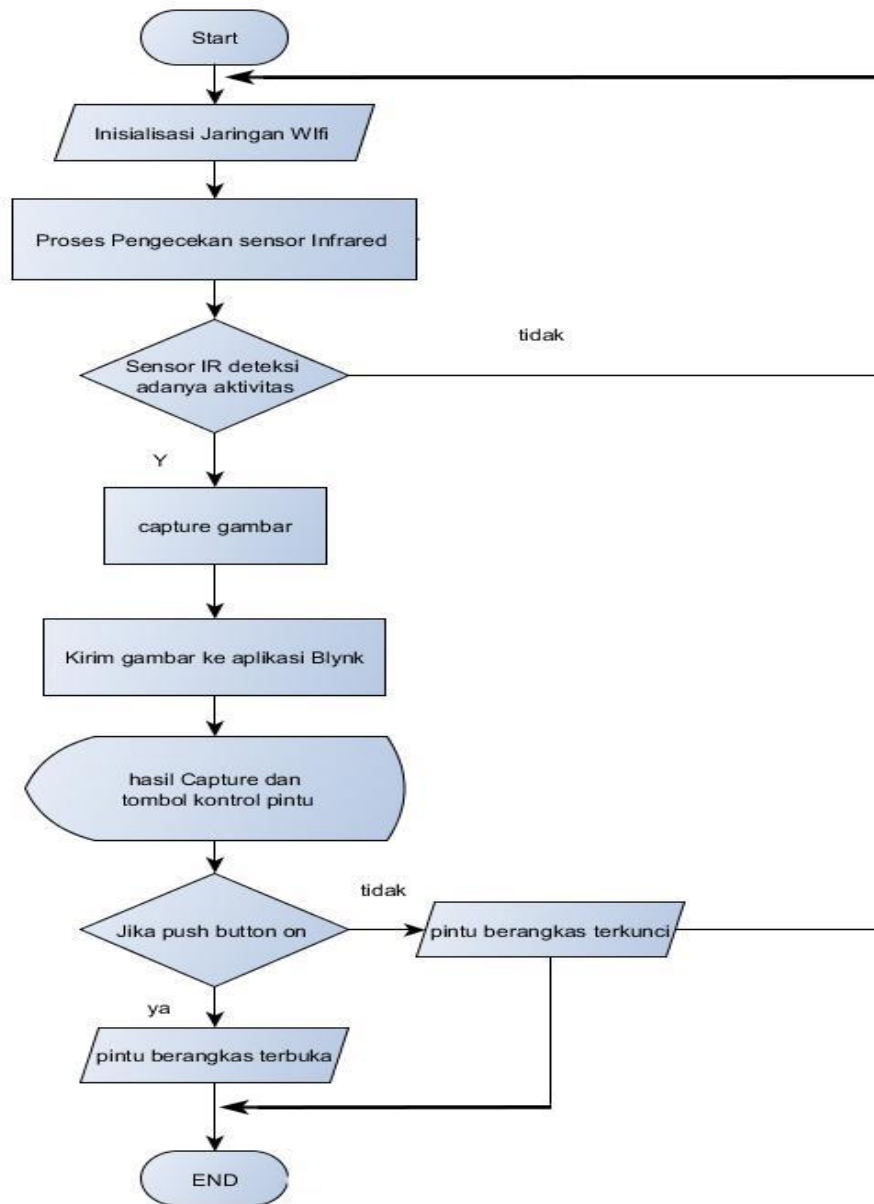 Start
Inisialisasi Jaringan WIfi
Proses Pengecekan sensor Infrared
tidak
Sensor IR deteksi
adanya aktivitas
Y
capture gambar
Kirim gambar ke aplikasi Blynk
hasil Capture dan
tombol kontrol pintu
tidak
Jika push button on
pintu berangkas terkunci
ya
pintu berangkas terbuka
END